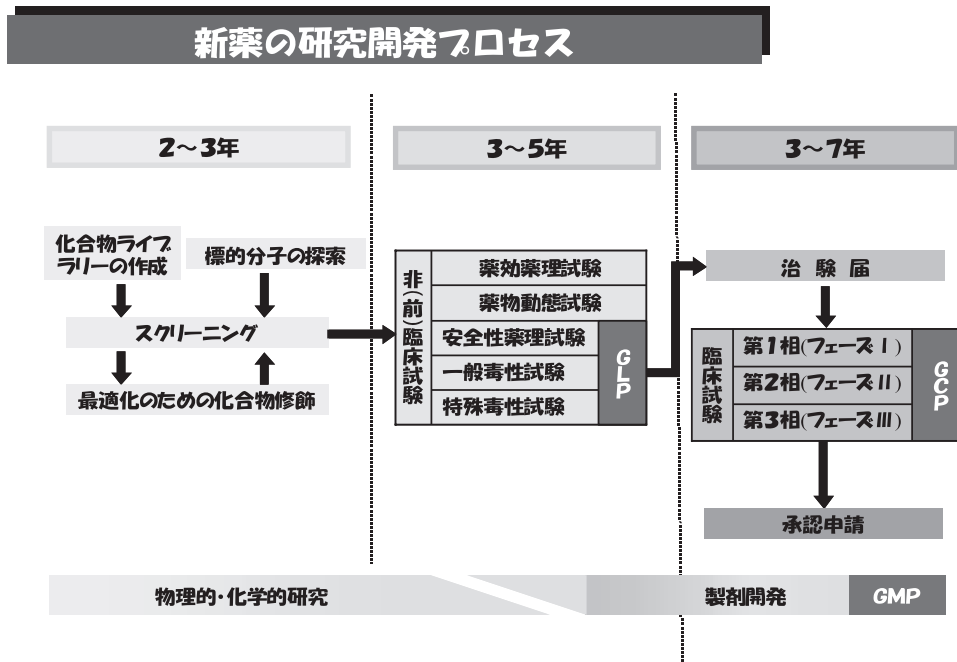 新薬の研究開発プロセス
2～3年
3～5年
3～7年
化合物ライブ
ラリーの作成
標的分子の探索
スクリーニング
最適化のための化合物修飾
非(前)臨床試験
薬効薬理試験
薬物動態試験
安全性薬理試験
一般毒性試験
特殊毒性試験
GLP
治験届
臨床試験
第1相(フェーズⅠ)
第2相(フェーズⅡ)
第3相(フェーズⅢ)
GCP
承認申請
物理的・化学的研究
製剤開発
GMP